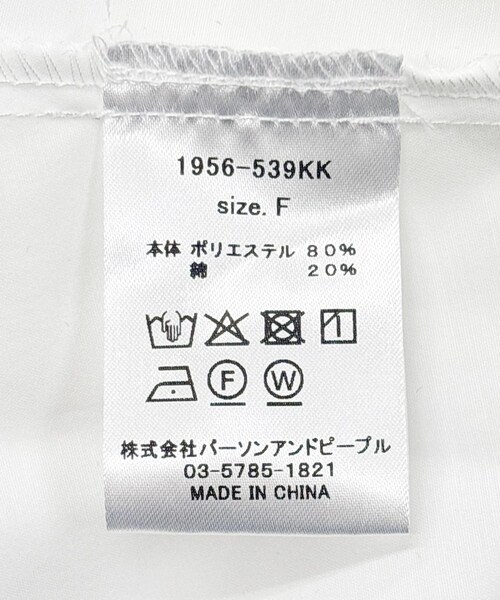 1956-539KK
size. F
本体 ポリエステル 80%
綿 20%
F W
株式会社パーソンアンドピープル
03-5785-1821
MADE IN CHINA